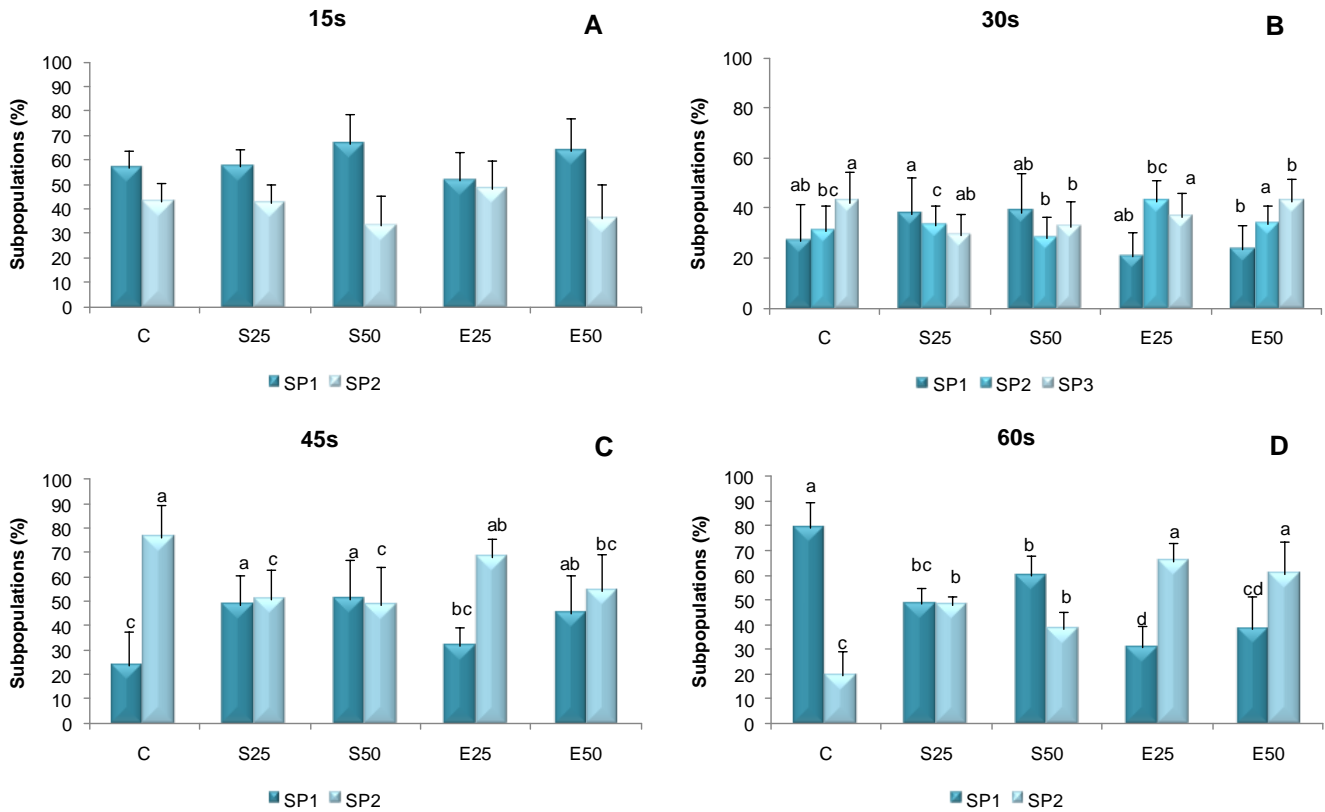 15s
A
Subpopulations (%)
100
90
80
70
60
50
40
30
20
10
0
C S25 S50 E25 E50
SP1 SP2
30s
B
Subpopulations (%)
100
80
60
40
20
0
ab bc a a c ab ab b b ab bc a b a b
C S25 S50 E25 E50
SP1 SP2 SP3
45s
C
Subpopulations (%)
100
90
80
70
60
50
40
30
20
10
0
c a a c a c bc ab ab bc
C S25 S50 E25 E50
SP1 SP2
60s
D
Subpopulations (%)
100
90
80
70
60
50
40
30
20
10
0
a c bc b b b d a cd a
C S25 S50 E25 E50
SP1 SP2